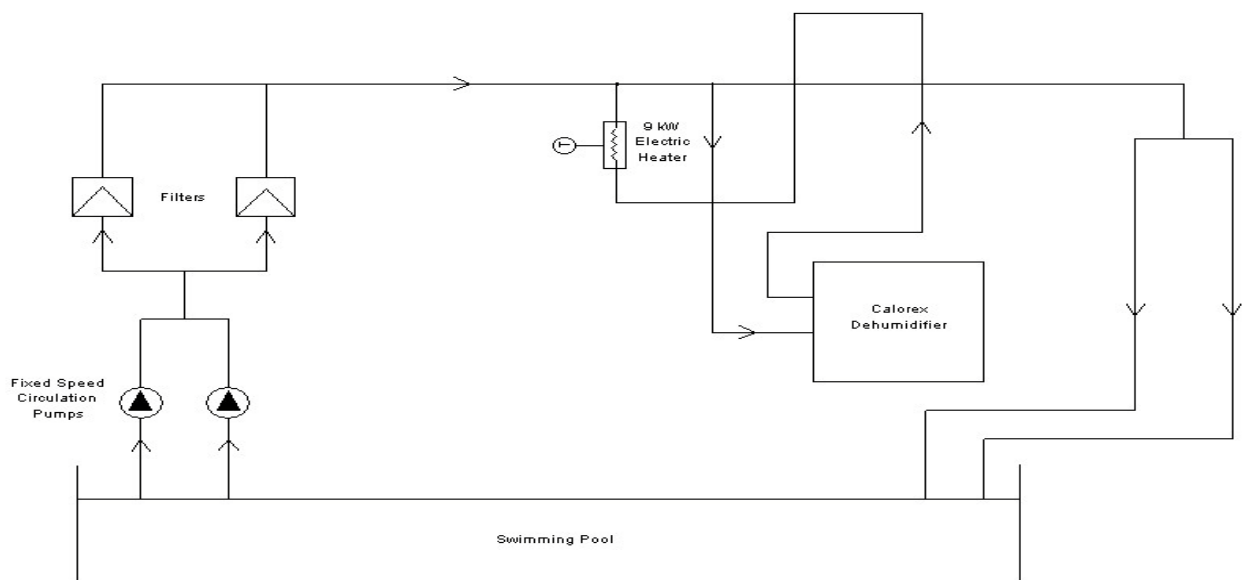 9 kW
Electric
Heater
T
Filters
Calorex
Dehumidifier
Fixed Speed
Circulation
Pumps
Swimming Pool